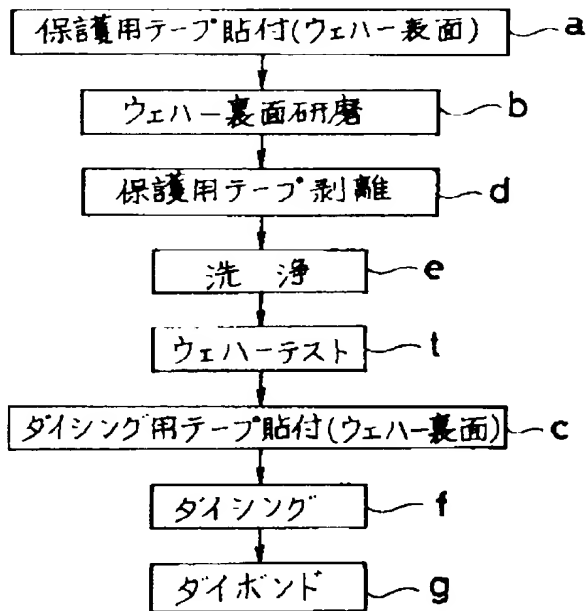 保護用テープ貼付(ウェハー表面) a
ウェハー裏面研磨 b
保護用テープ剥離 d
洗浄 e
ウェハーテスト t
ダイシング用テープ貼付(ウェハー裏面) c
ダイシング f
ダイボンド g